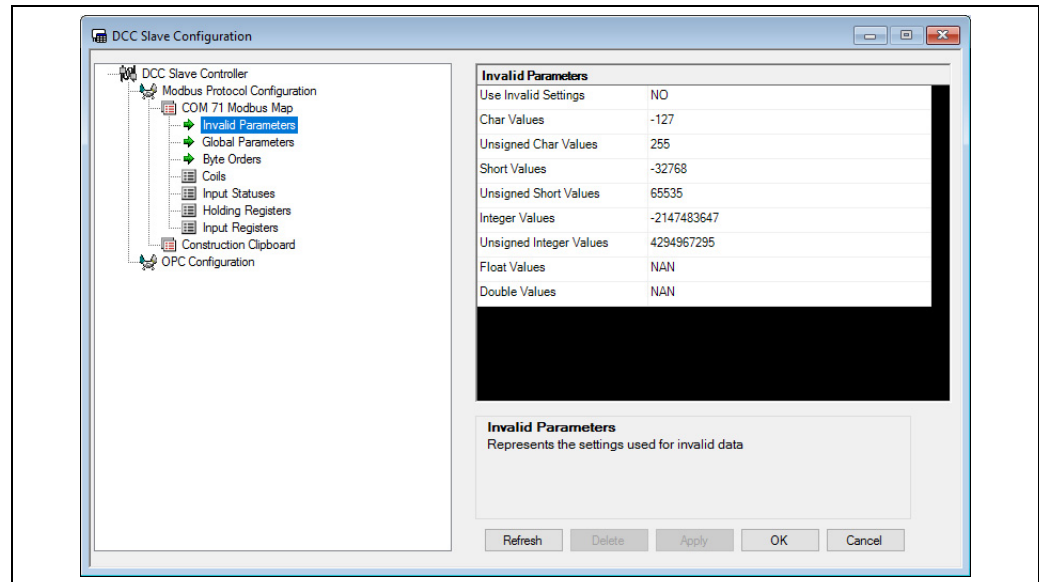 DCC Slave Configuration
DCC Slave Controller
Modbus Protocol Configuration
COM 71 Modbus Map
Invalid Parameters
Global Parameters
Byte Orders
Coils
Input Statuses
Holding Registers
Input Registers
Construction Clipboard
OPC Configuration
Invalid Parameters
Use Invalid Settings NO
Char Values -127
Unsigned Char Values 255
Short Values -32768
Unsigned Short Values 65535
Integer Values -2147483647
Unsigned Integer Values 4294967295
Float Values NAN
Double Values NAN
Invalid Parameters
Represents the settings used for invalid data
Refresh Delete Apply OK Cancel